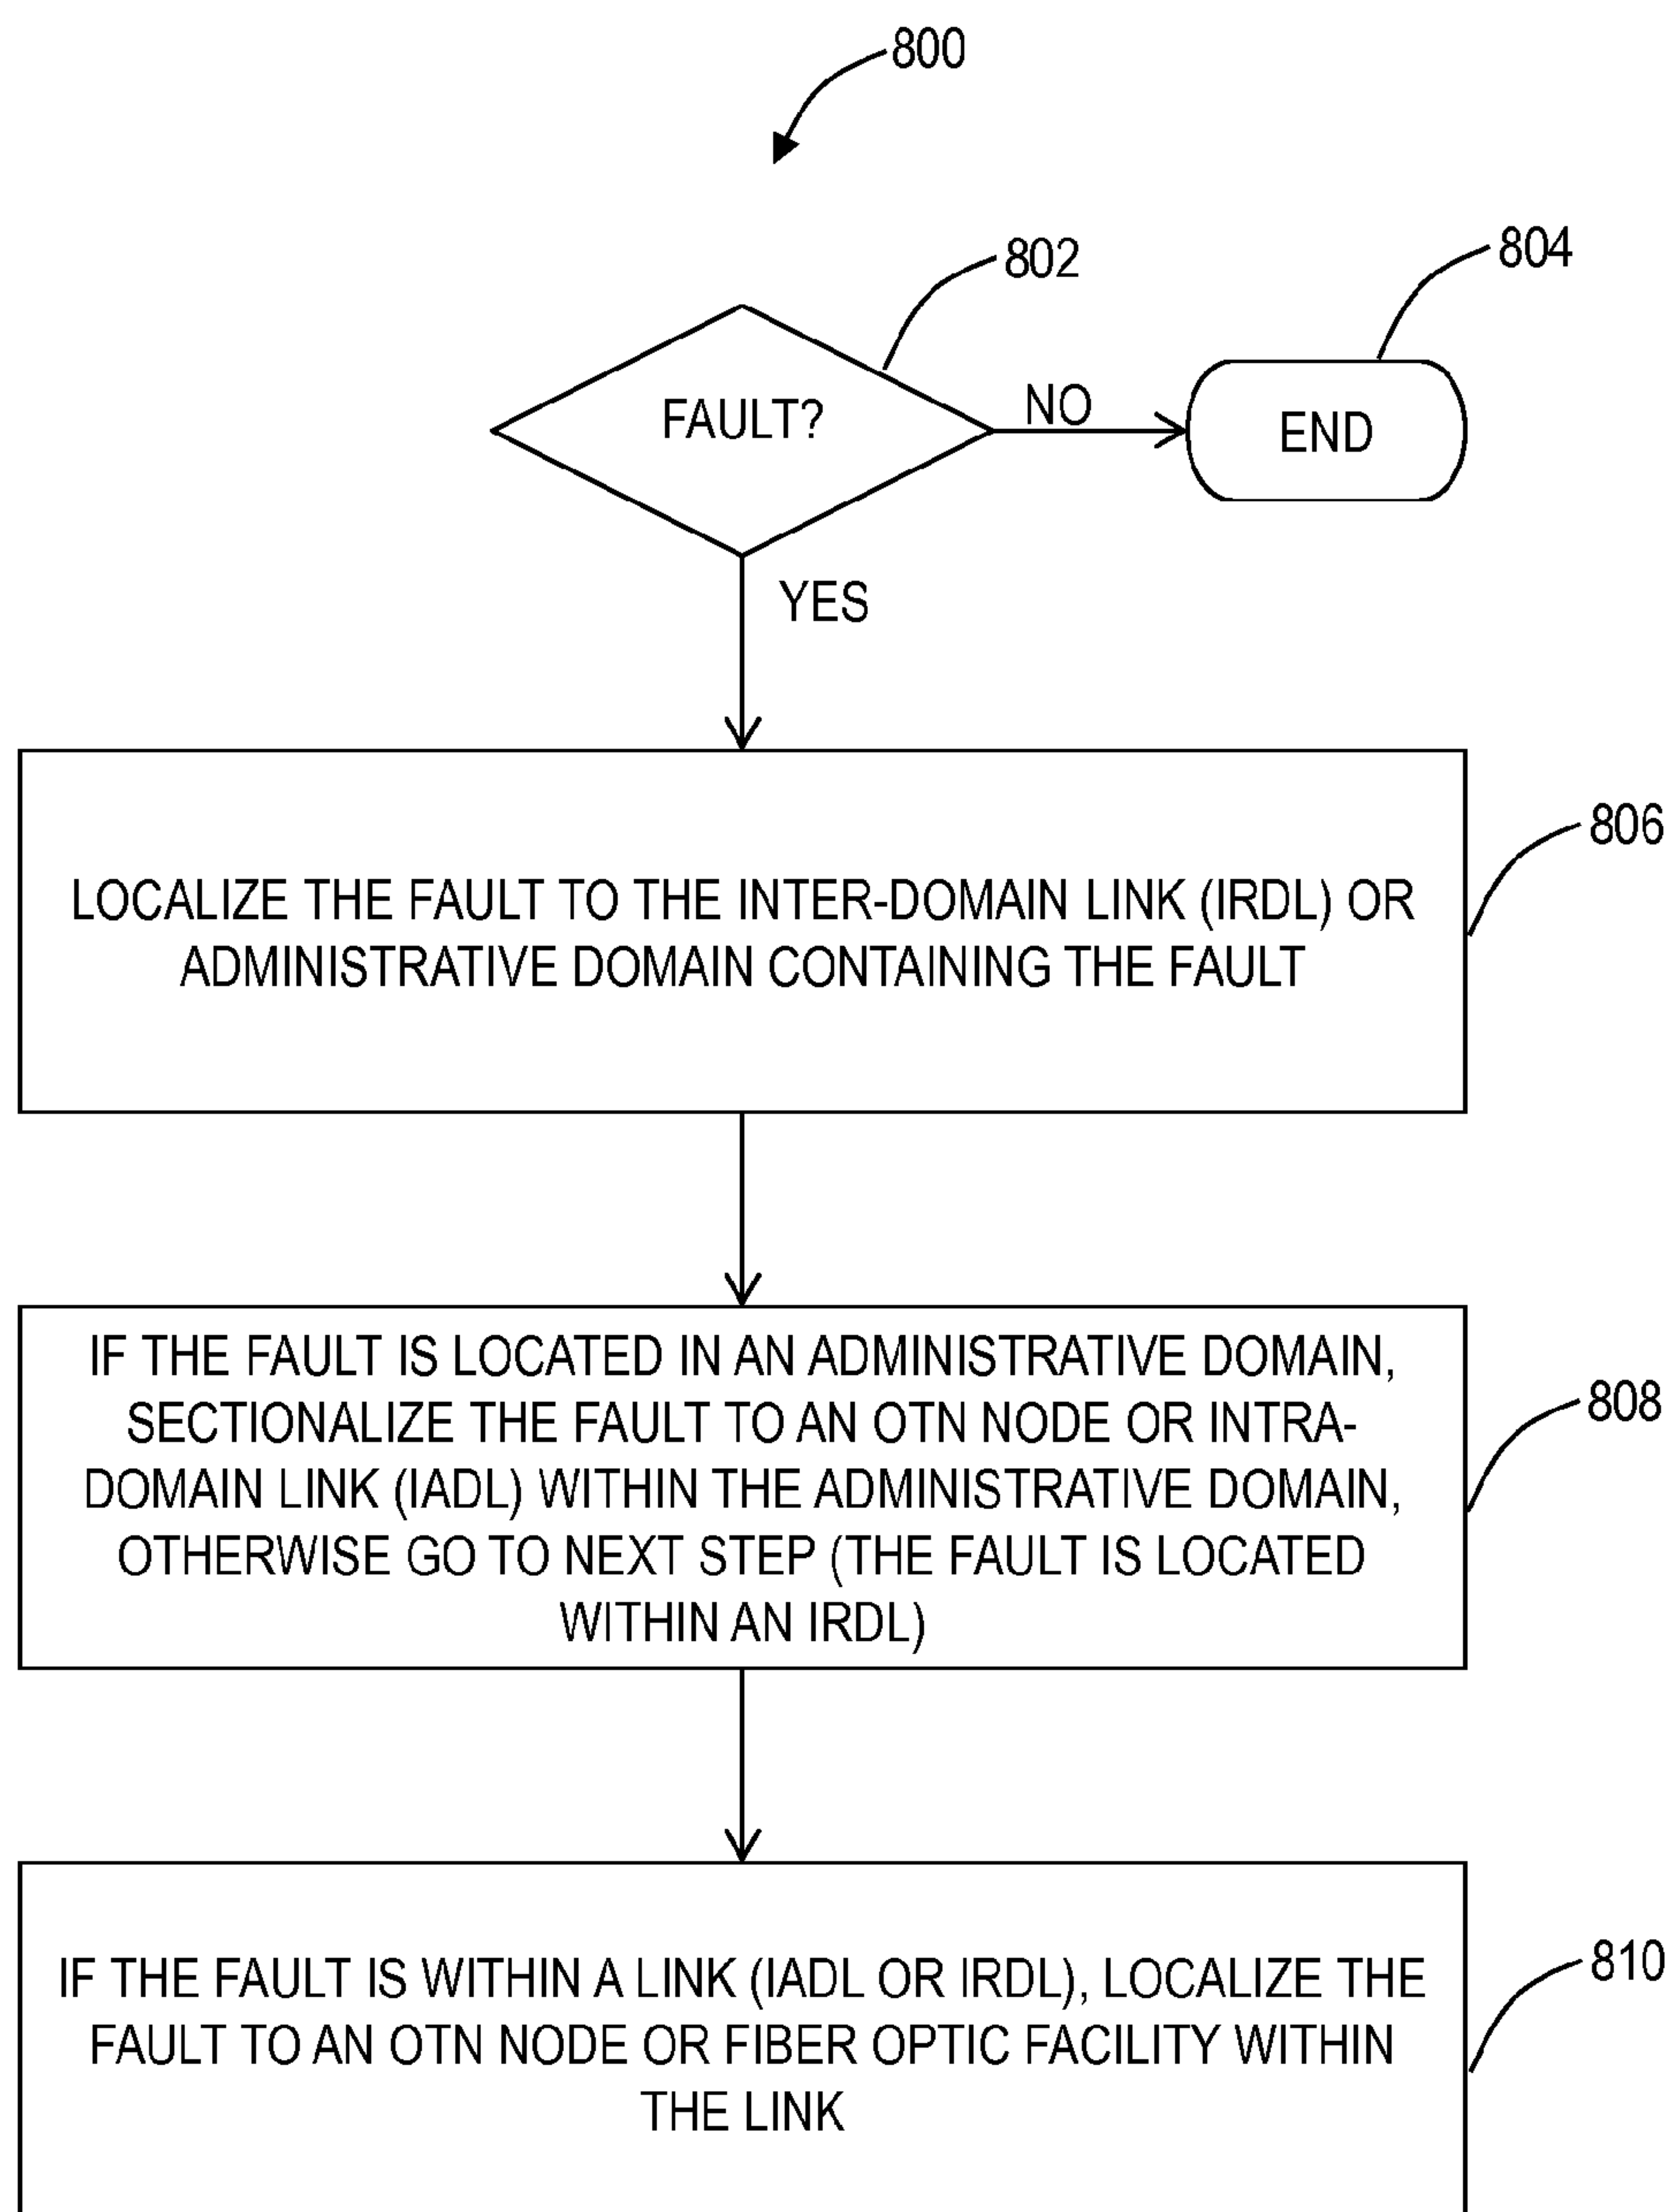 800
802
804
FAULT?
NO
END
YES
806
LOCALIZE THE FAULT TO THE INTER-DOMAIN LINK (IRDL) OR
ADMINISTRATIVE DOMAIN CONTAINING THE FAULT
IF THE FAULT IS LOCATED IN AN ADMINISTRATIVE DOMAIN,
SECTIONALIZE THE FAULT TO AN OTN NODE OR INTRA-
DOMAIN LINK (IADL) WITHIN THE ADMINISTRATIVE DOMAIN,
OTHERWISE GO TO NEXT STEP (THE FAULT IS LOCATED
WITHIN AN IRDL)
808
IF THE FAULT IS WITHIN A LINK (IADL OR IRDL), LOCALIZE THE
FAULT TO AN OTN NODE OR FIBER OPTIC FACILITY WITHIN
THE LINK
810